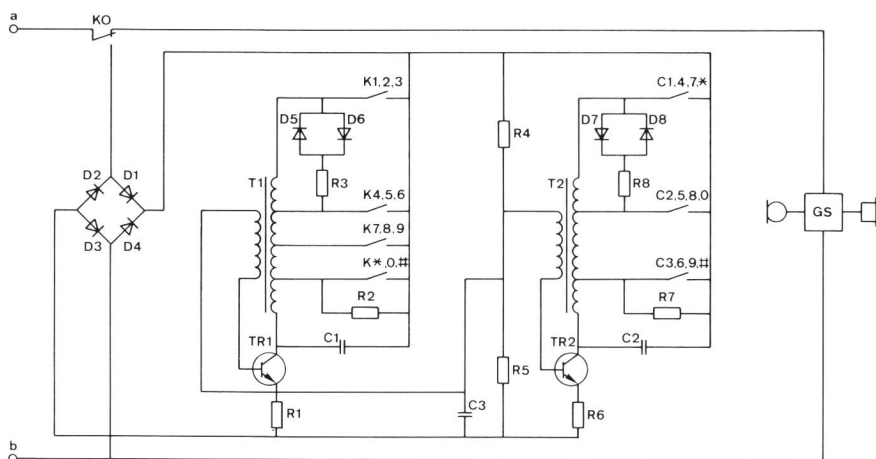 a
KO
K1,2,3
C1,4,7,*
D5
D6
R4
D7
D8
D2
D1
T1
R3
T2
R8
K4,5,6
C2,5,8,0
GS
K7,8,9
D3
D4
K*,0,#
C3,6,9,#
R2
R7
C1
C2
TR1
TR2
R5
R1
C3
R6
b